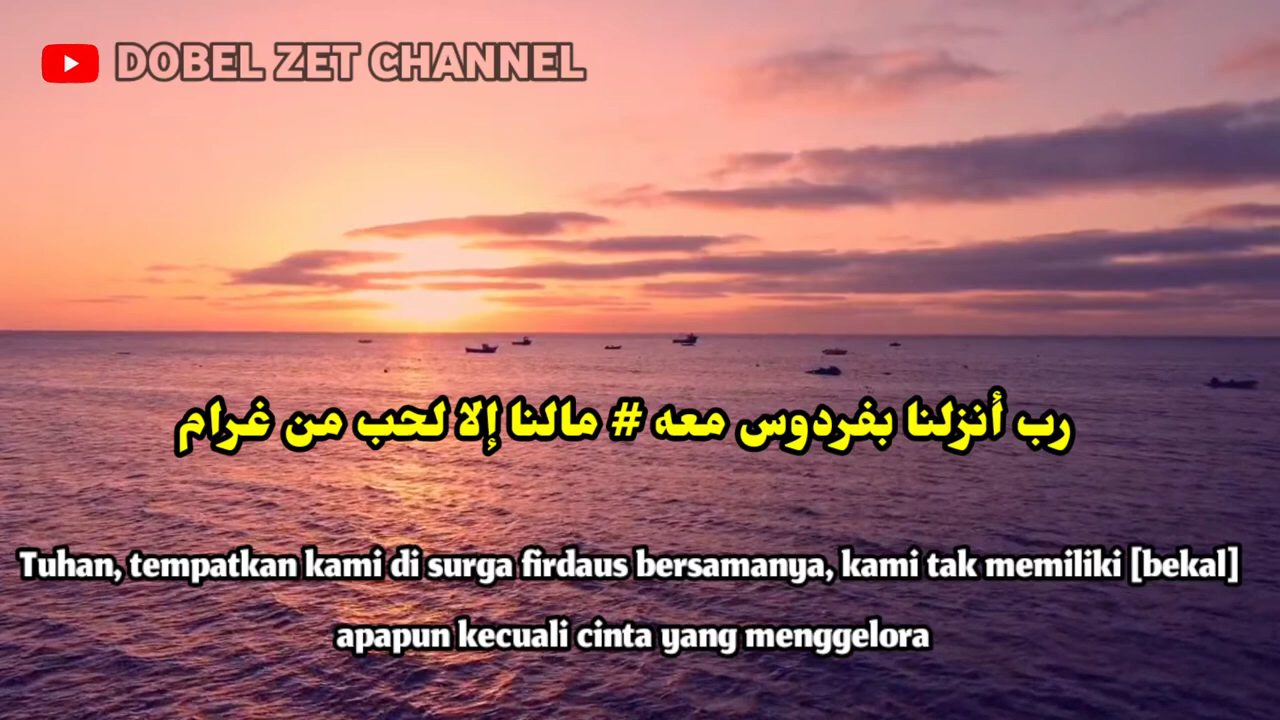 DOBEL ZET CHANNEL
رب أنزلنا بفردوس معه # مالنا إلا لحب من غرام
Tuhan, tempatkan kami di surga firdaus bersamanya, kami tak memiliki [bekal]
apapun kecuali cinta yang menggelora